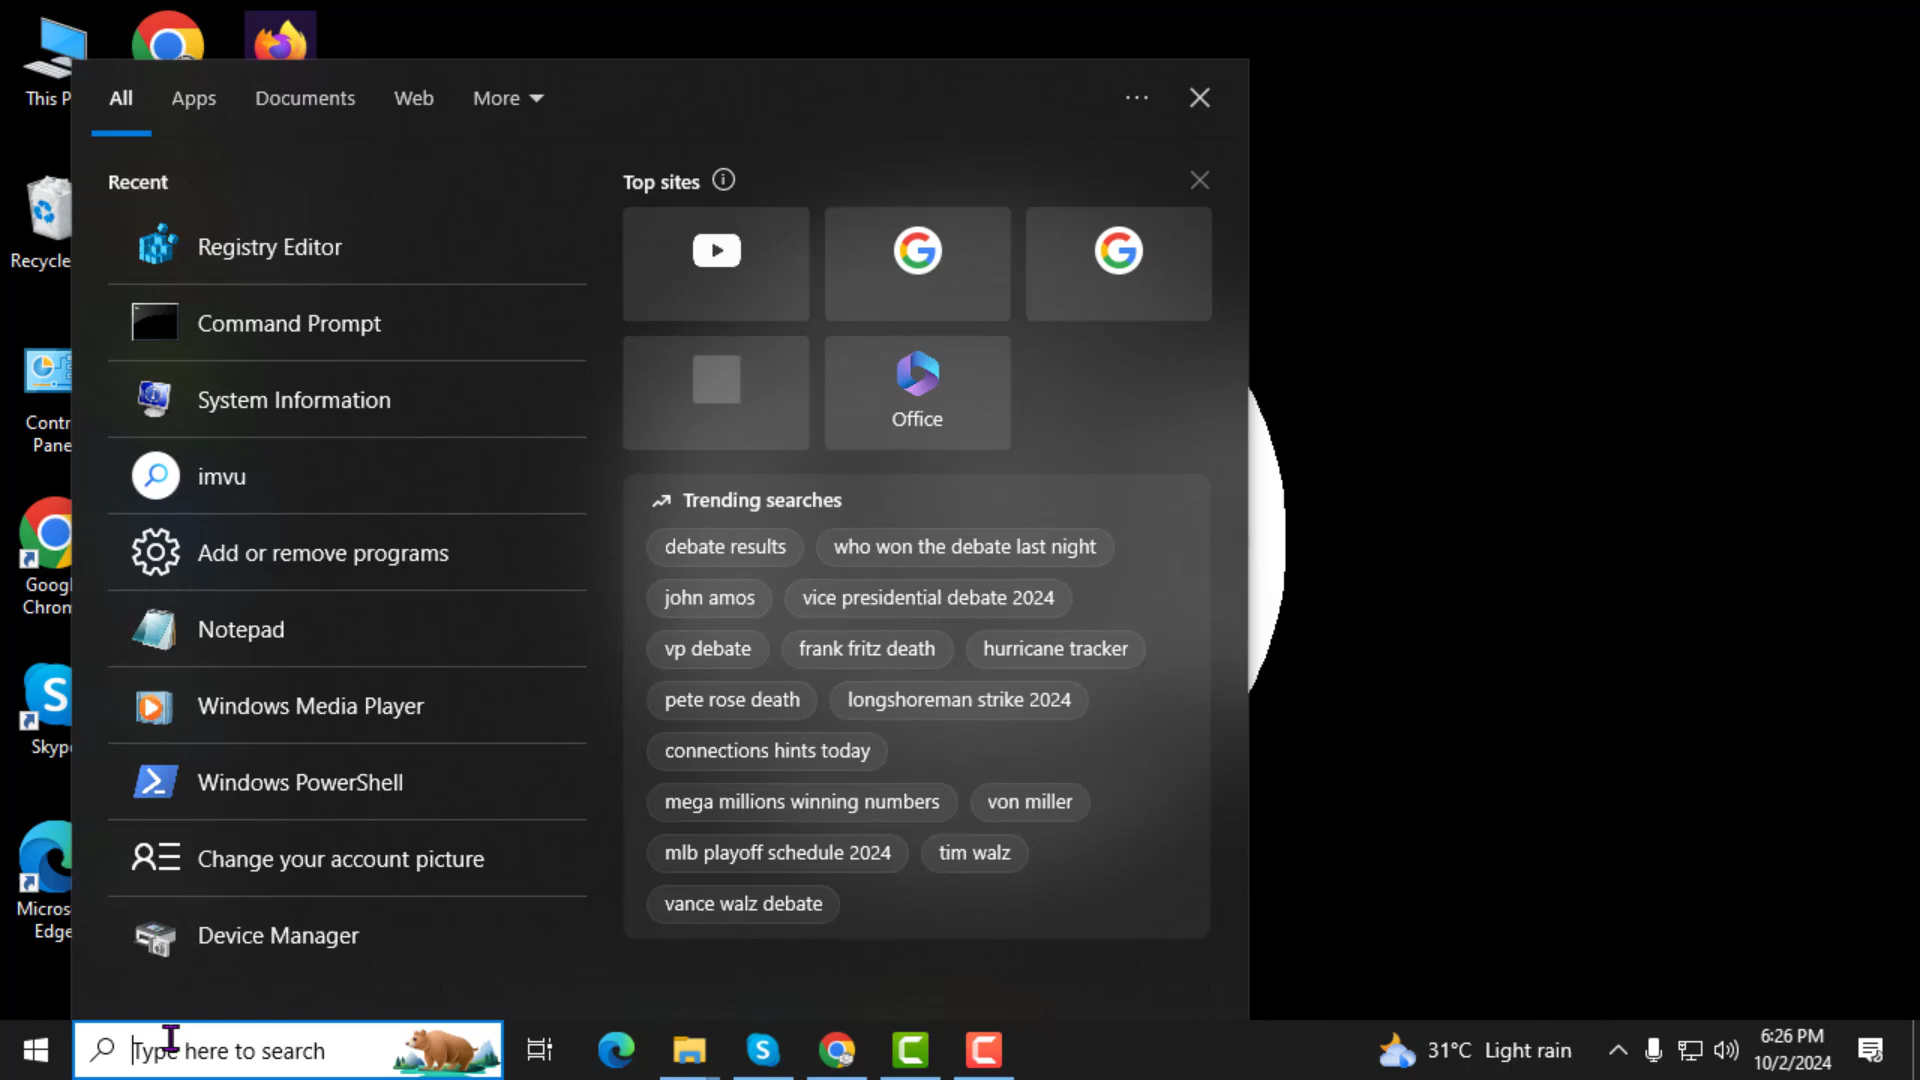 This P
Recycle
Contr
Pane
Googl
Chron
Skype
Micros
Edge
All
Apps
Documents
Web
More
Recent
Registry Editor
Command Prompt
System Information
imvu
Add or remove programs
Notepad
Windows Media Player
Windows PowerShell
Change your account picture
Device Manager
Top sites
Office
Trending searches
debate results
who won the debate last night
john amos
vice presidential debate 2024
vp debate
frank fritz death
hurricane tracker
pete rose death
longshoreman strike 2024
connections hints today
mega millions winning numbers
von miller
mlb playoff schedule 2024
tim walz
vance walz debate
Type here to search
31°C Light rain
6:26 PM
10/2/2024